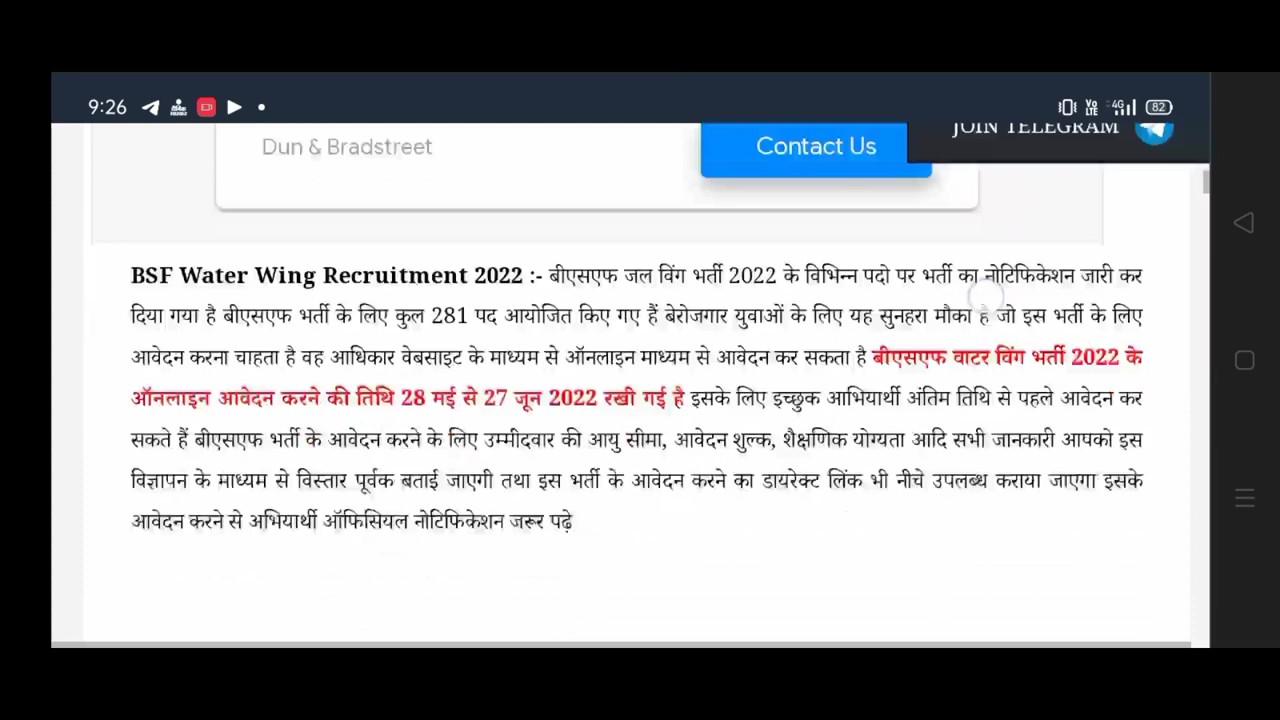 9:26 Vo LTE 4G 82
JOIN TELEGRAM
Dun & Bradstreet
Contact Us
BSF Water Wing Recruitment 2022 :- बीएसएफ जल विंग भर्ती 2022 के विभिन्न पदो पर भर्ती का नोटिफिकेशन जारी कर
दिया गया है बीएसएफ भर्ती के लिए कुल 281 पद आयोजित किए गए हैं बेरोजगार युवाओं के लिए यह सुनहरा मौका है जो इस भर्ती के लिए
आवेदन करना चाहता है वह आधिकार वेबसाइट के माध्यम से ऑनलाइन माध्यम से आवेदन कर सकता है बीएसएफ वाटर विंग भर्ती 2022 के
ऑनलाइन आवेदन करने की तिथि 28 मई से 27 जून 2022 रखी गई है इसके लिए इच्छुक आभियार्थी अंतिम तिथि से पहले आवेदन कर
सकते हैं बीएसएफ भर्ती के आवेदन करने के लिए उम्मीदवार की आयु सीमा, आवेदन शुल्क, शैक्षणिक योग्यता आदि सभी जानकारी आपको इस
विज्ञापन के माध्यम से विस्तार पूर्वक बताई जाएगी तथा इस भर्ती के आवेदन करने का डायरेक्ट लिंक भी नीचे उपलब्ध कराया जाएगा इसके
आवेदन करने से अभियार्थी ऑफिसियल नोटिफिकेशन जरूर पढ़े